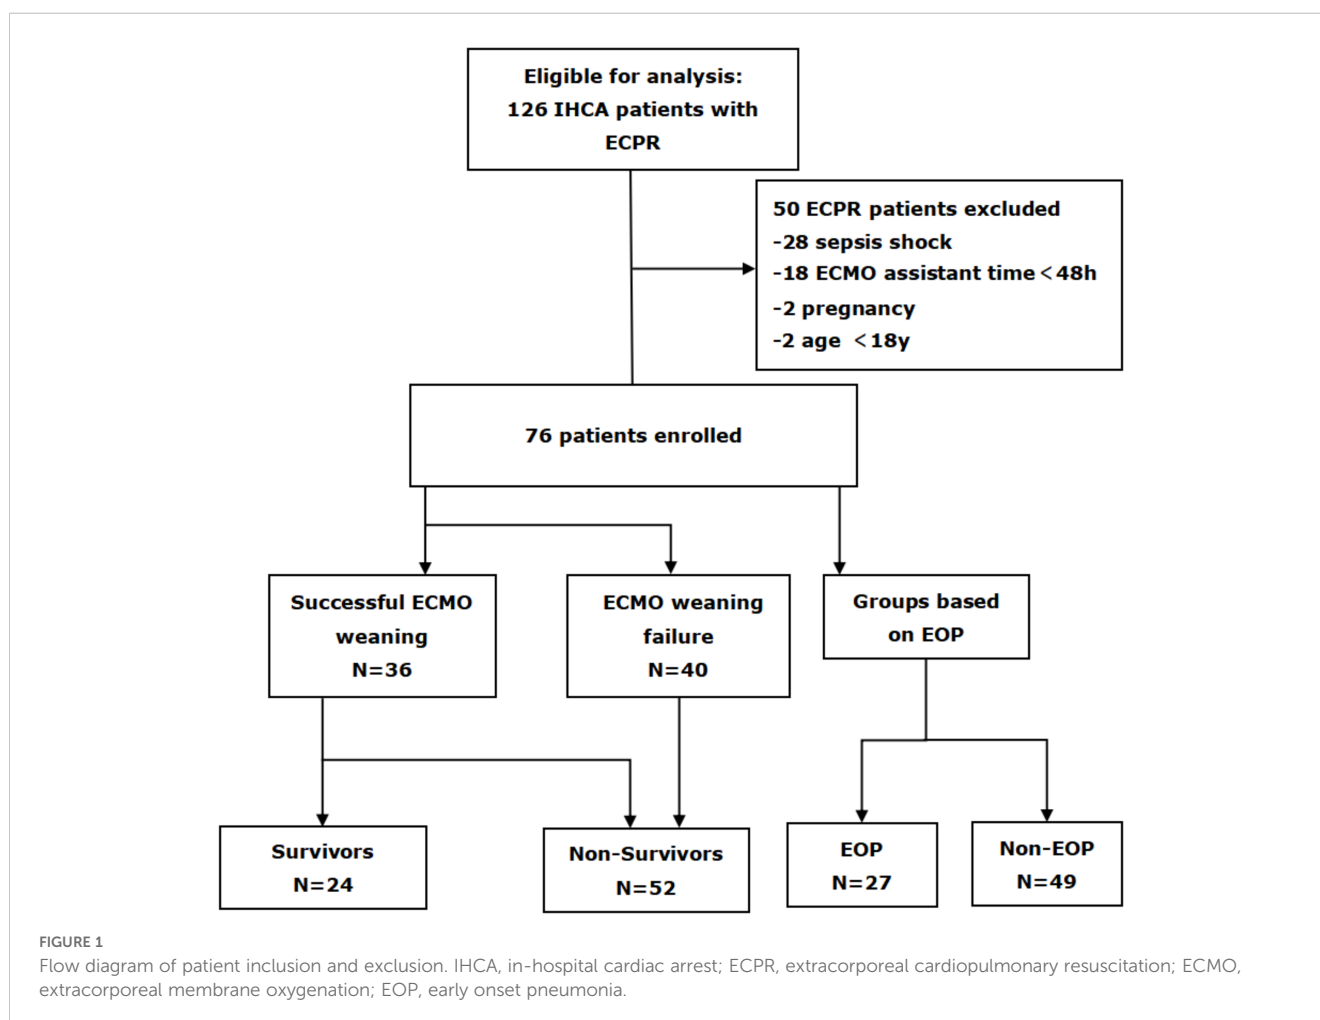 Eligible for analysis:
126 IHCA patients with
ECPR
50 ECPR patients excluded
-28 sepsis shock
-18 ECMO assistant time <48h
-2 pregnancy
-2 age <18y
76 patients enrolled
Successful ECMO
weaning
N=36
ECMO weaning
failure
N=40
Groups based
on EOP
Survivors
N=24
Non-Survivors
N=52
EOP
N=27
Non-EOP
N=49
FIGURE 1
Flow diagram of patient inclusion and exclusion. IHCA, in-hospital cardiac arrest; ECPR, extracorporeal cardiopulmonary resuscitation; ECMO,
extracorporeal membrane oxygenation; EOP, early onset pneumonia.